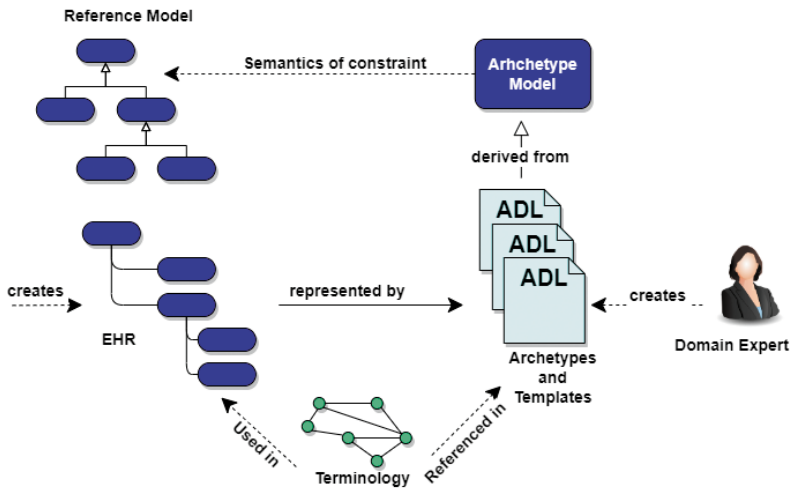 Reference Model
Semantics of constraint
Arhchetype
Model
derived from
ADL
ADL
ADL
creates
represented by
creates
EHR
Domain Expert
Archetypes
and
Templates
Used in
Referenced in
Terminology